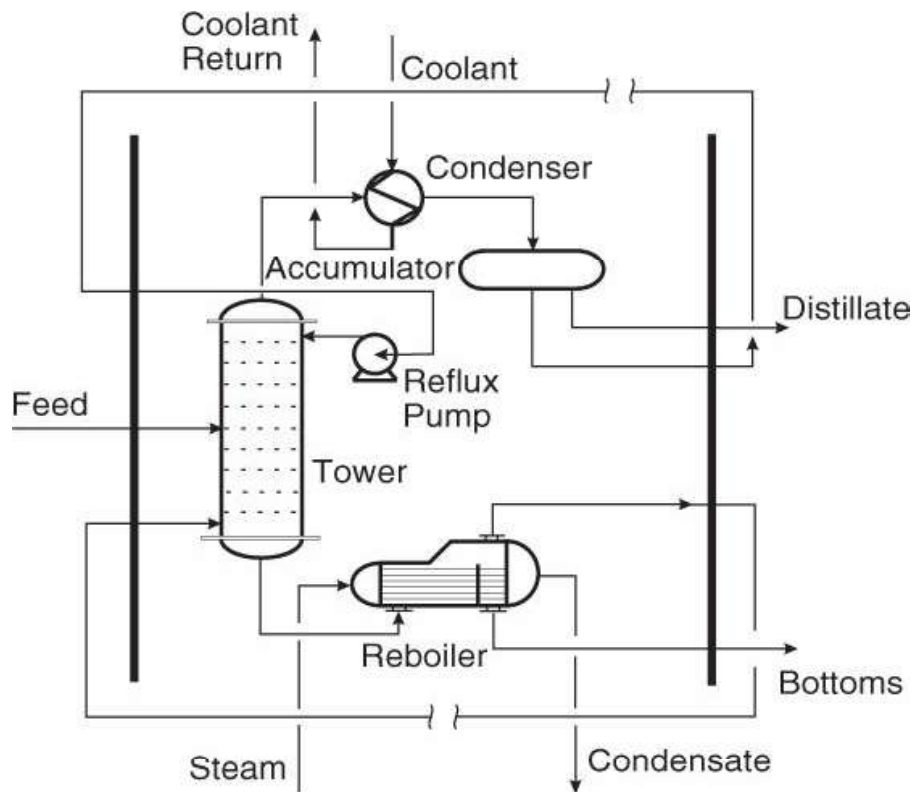 Coolant
Return
Coolant
Condenser
Accumulator
Distillate
Reflux
Pump
Feed
Tower
Reboiler
Bottoms
Steam
Condensate